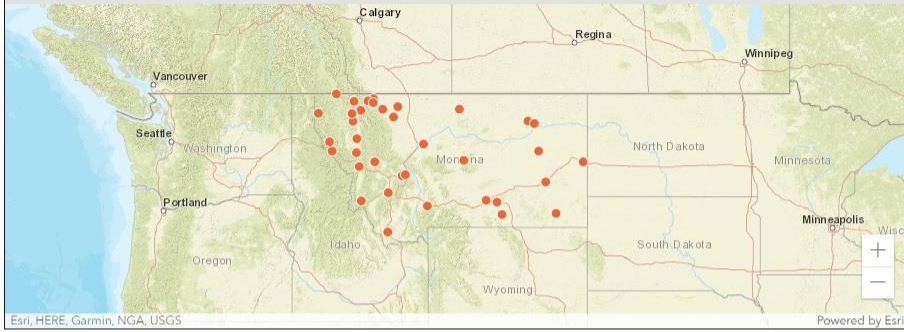 Calgary
Regina
Winnipeg
Vancouver
Seattle
Washington
Montana
North Dakota
Minnesota
Portland
Minneapolis
Wisc
Idaho
South Dakota
Oregon
Wyoming
+
−
Esri, HERE, Garmin, NGA, USGS
Powered by Esri